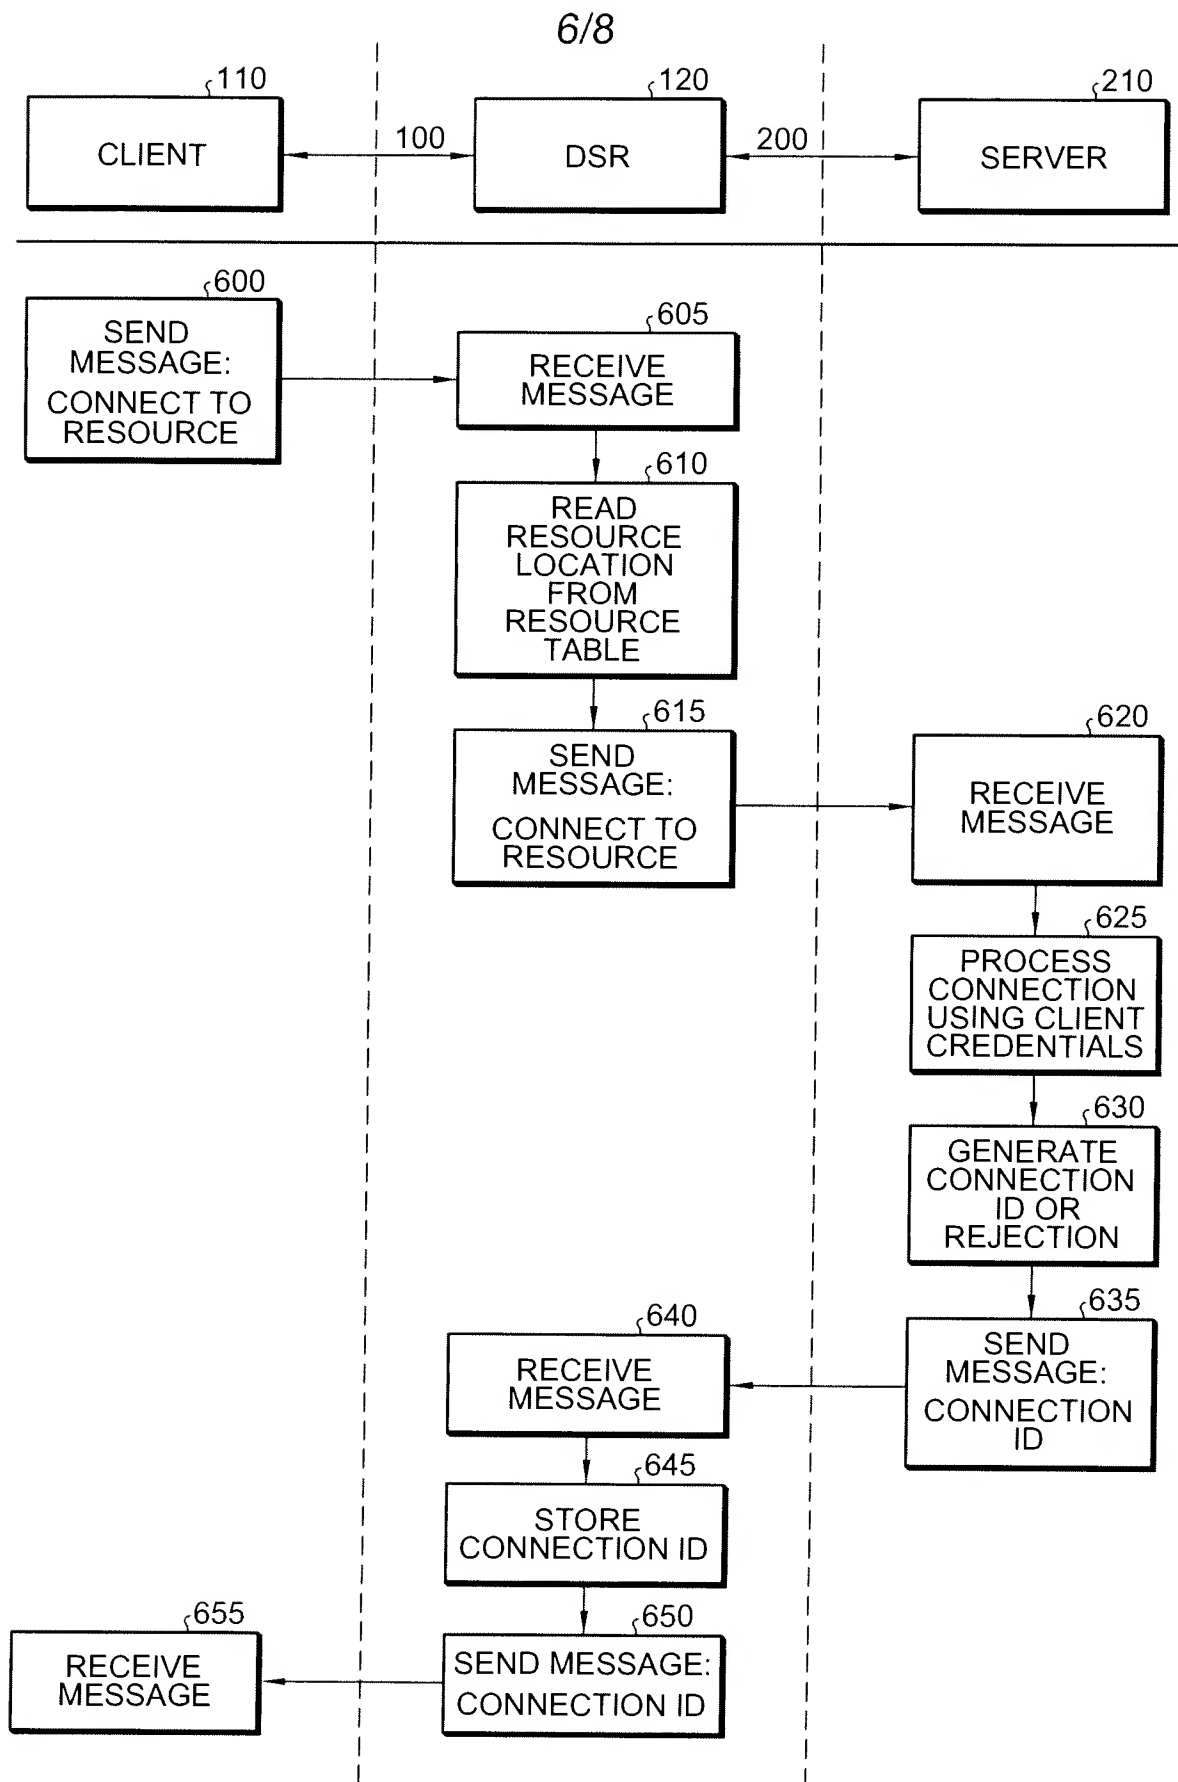 6/8
110
120
210
CLIENT
100
DSR
200
SERVER
600
SEND
MESSAGE:
CONNECT TO
RESOURCE
605
RECEIVE
MESSAGE
610
READ
RESOURCE
LOCATION
FROM
RESOURCE
TABLE
615
SEND
MESSAGE:
CONNECT TO
RESOURCE
620
RECEIVE
MESSAGE
625
PROCESS
CONNECTION
USING CLIENT
CREDENTIALS
630
GENERATE
CONNECTION
ID OR
REJECTION
635
SEND
MESSAGE:
CONNECTION
ID
640
RECEIVE
MESSAGE
645
STORE
CONNECTION ID
650
SEND MESSAGE:
CONNECTION ID
655
RECEIVE
MESSAGE